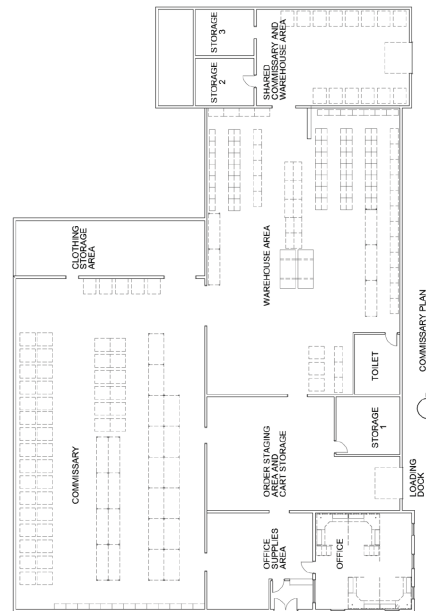 STORAGE
3
STORAGE
2
SHARED
COMMISSARY AND
WAREHOUSE AREA
CLOTHING
STORAGE
AREA
WAREHOUSE AREA
COMMISSARY
TOILET
ORDER STAGING
AREA AND
CART STORAGE
STORAGE
1
OFFICE
SUPPLIES
AREA
OFFICE
LOADING
DOCK
COMMISSARY PLAN